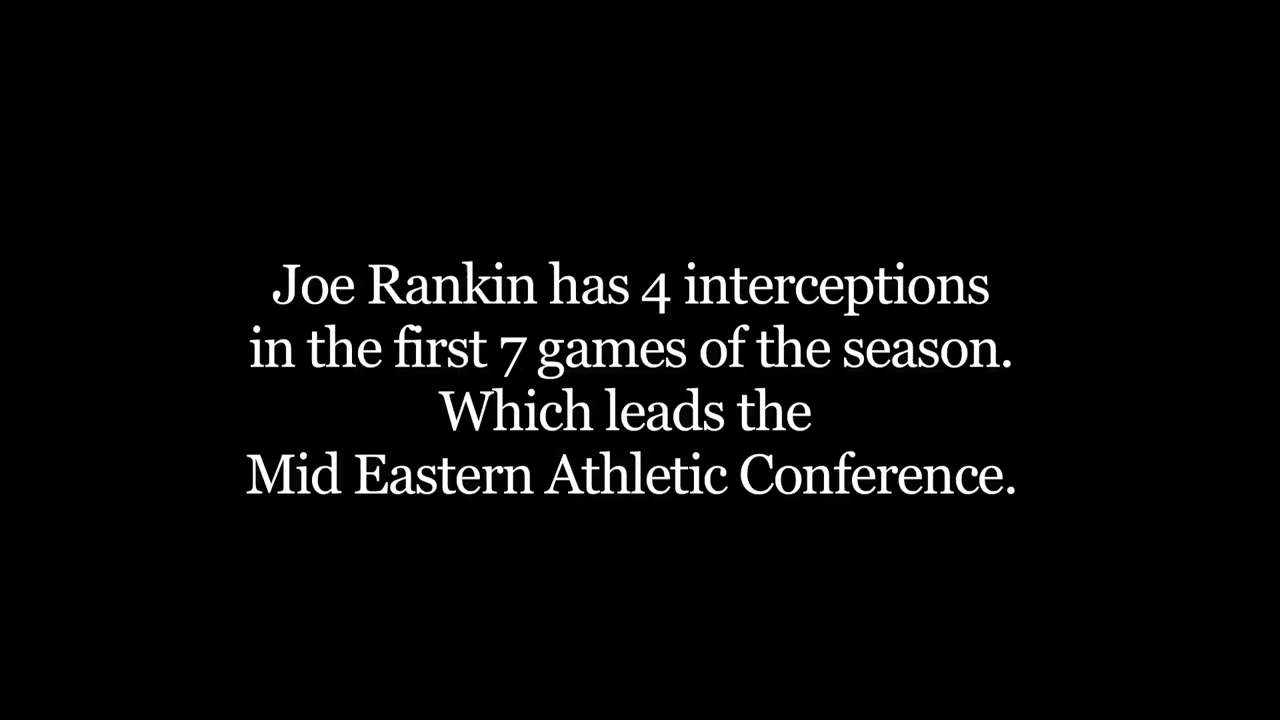 Joe Rankin has 4 interceptions
in the first 7 games of the season.
Which leads the
Mid Eastern Athletic Conference.